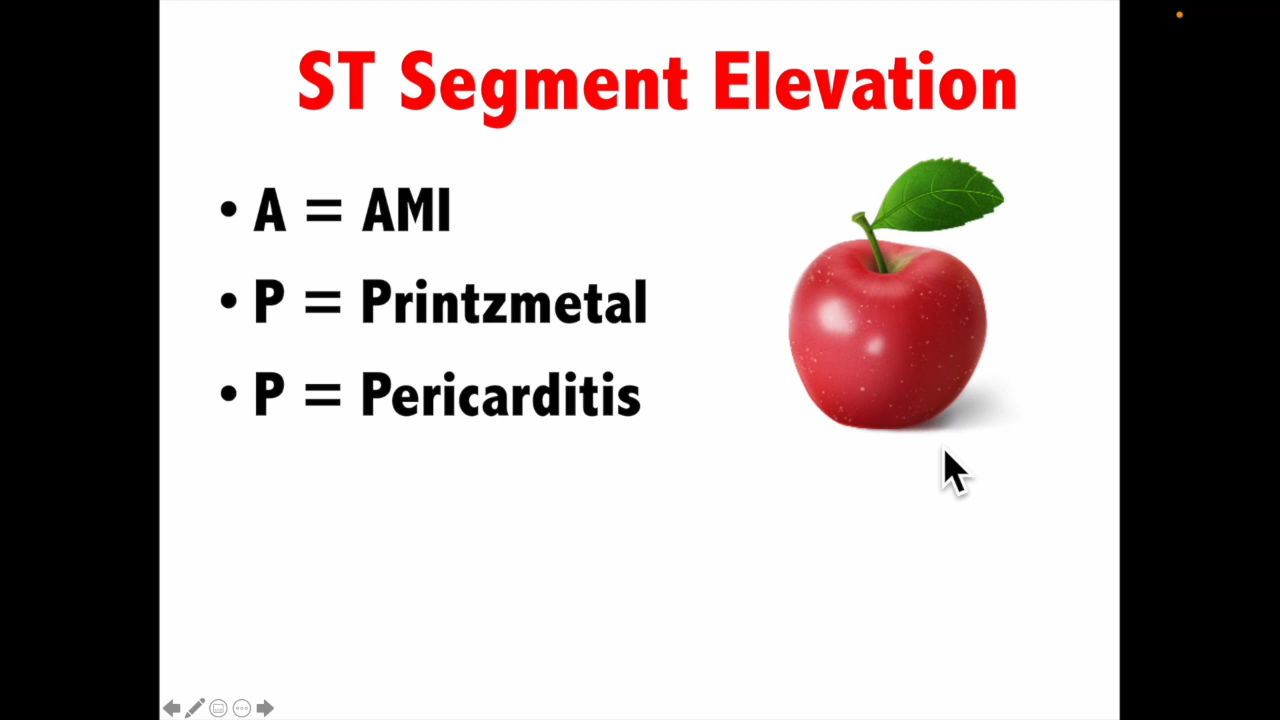 ST Segment Elevation
• A = AMI
• P = Printzmetal
• P = Pericarditis